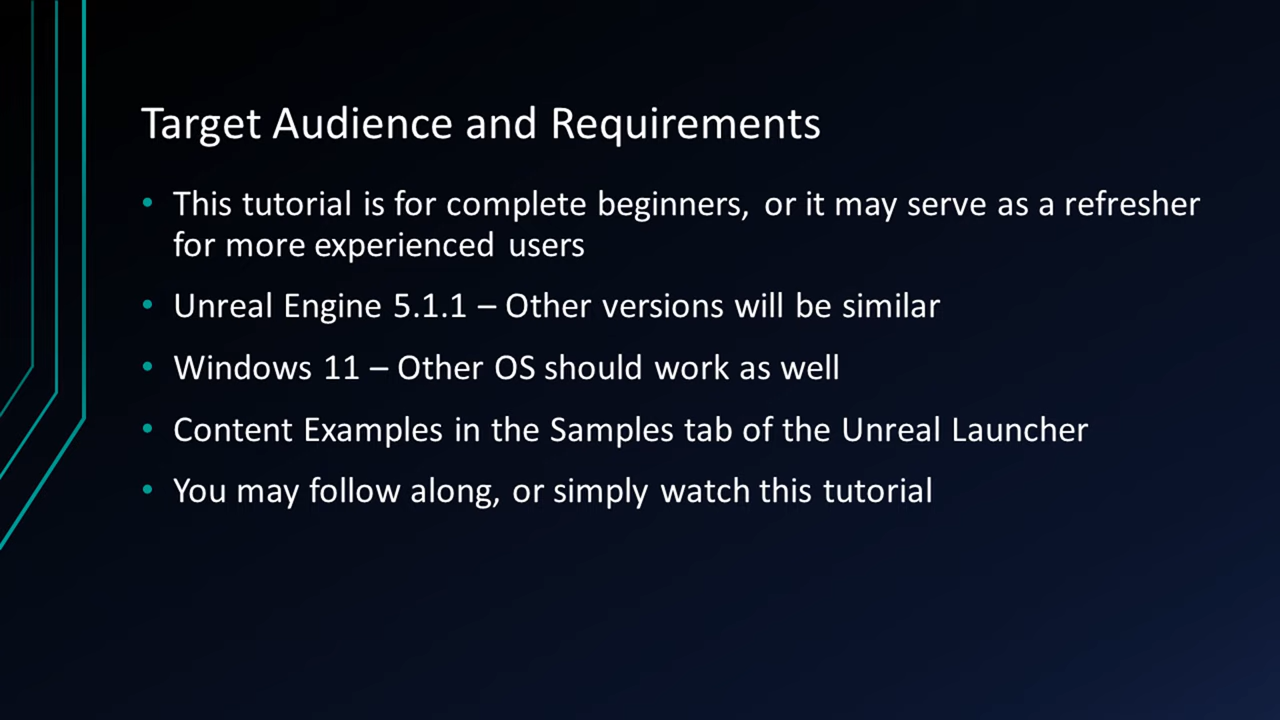 Target Audience and Requirements
• This tutorial is for complete beginners, or it may serve as a refresher
for more experienced users
• Unreal Engine 5.1.1 – Other versions will be similar
• Windows 11 – Other OS should work as well
• Content Examples in the Samples tab of the Unreal Launcher
• You may follow along, or simply watch this tutorial